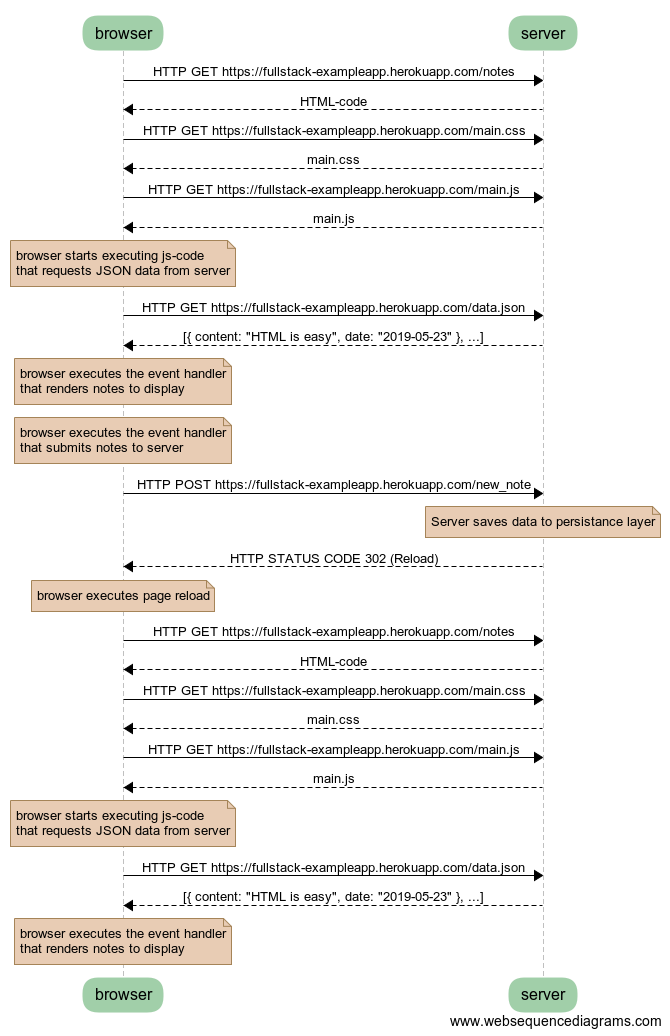 browser server
HTTP GET https://fullstack-exampleapp.herokuapp.com/notes
HTML-code
HTTP GET https://fullstack-exampleapp.herokuapp.com/main.css
main.css
HTTP GET https://fullstack-exampleapp.herokuapp.com/main.js
main.js
browser starts executing js-code
that requests JSON data from server
HTTP GET https://fullstack-exampleapp.herokuapp.com/data.json
[{ content: "HTML is easy", date: "2019-05-23" }, ...]
browser executes the event handler
that renders notes to display
browser executes the event handler
that submits notes to server
HTTP POST https://fullstack-exampleapp.herokuapp.com/new_note
Server saves data to persistance layer
HTTP STATUS CODE 302 (Reload)
browser executes page reload
HTTP GET https://fullstack-exampleapp.herokuapp.com/notes
HTML-code
HTTP GET https://fullstack-exampleapp.herokuapp.com/main.css
main.css
HTTP GET https://fullstack-exampleapp.herokuapp.com/main.js
main.js
browser starts executing js-code
that requests JSON data from server
HTTP GET https://fullstack-exampleapp.herokuapp.com/data.json
[{ content: "HTML is easy", date: "2019-05-23" }, ...]
browser executes the event handler
that renders notes to display
browser server
www.websequencediagrams.com